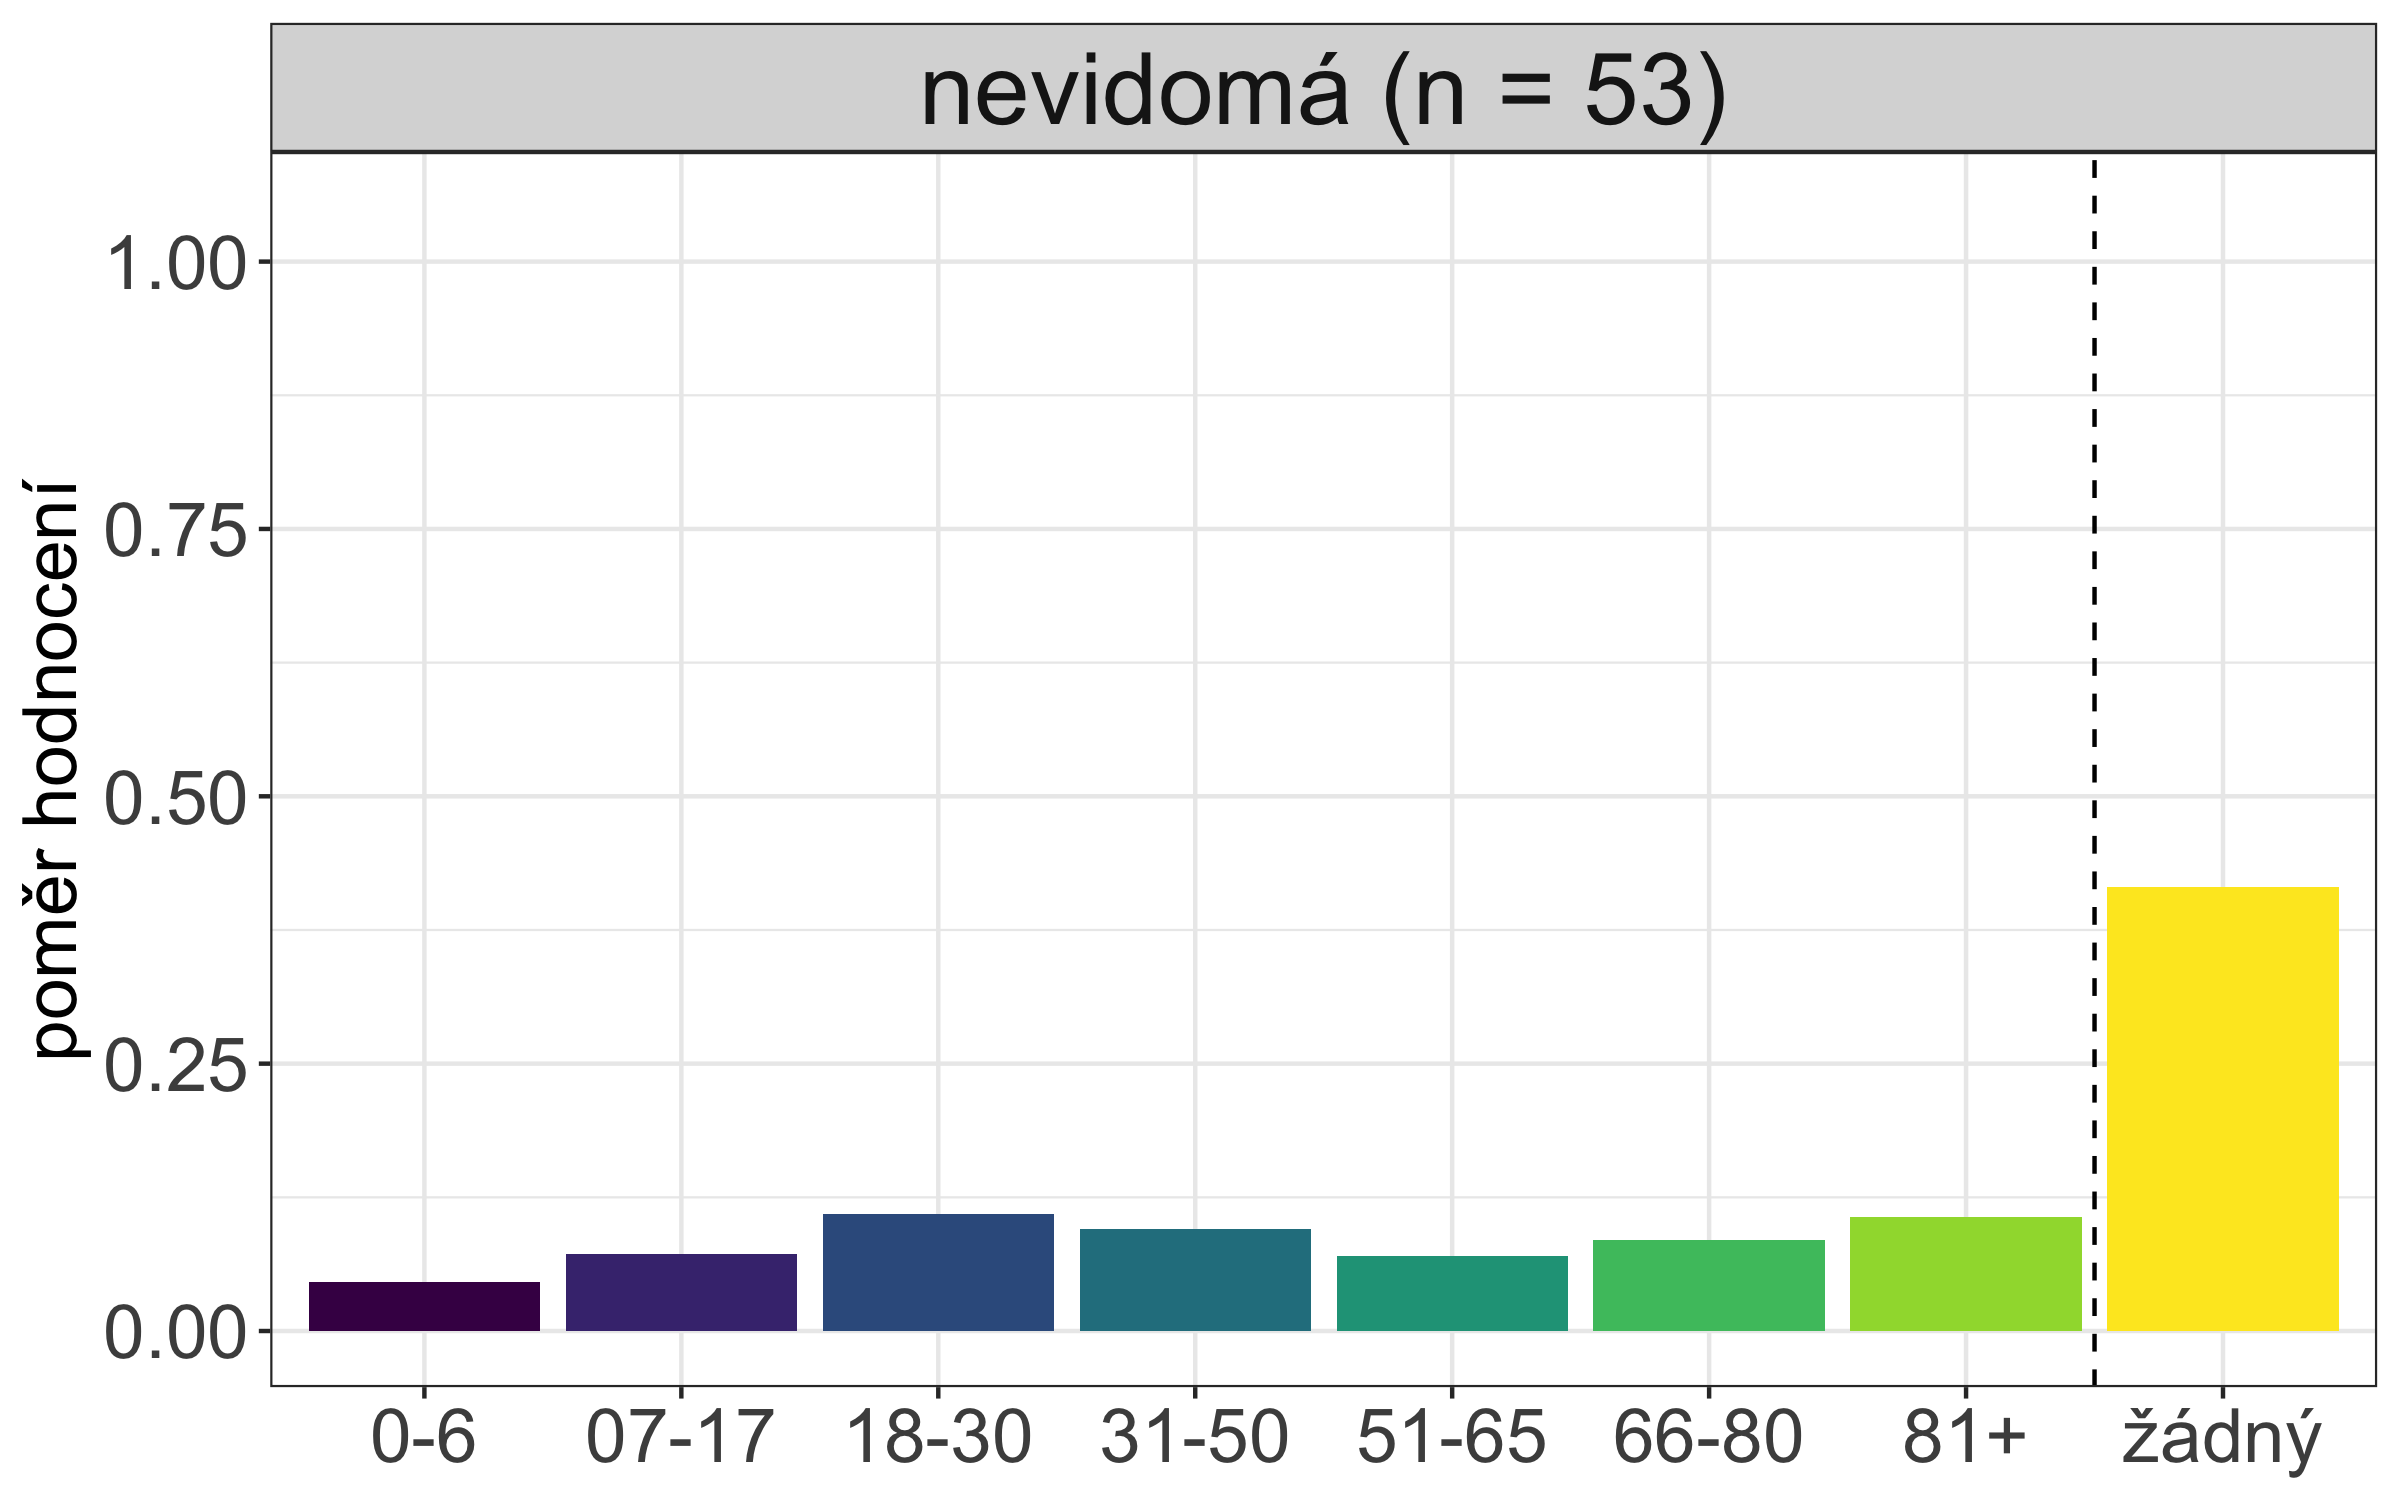 nevidomá (n = 53)
poměr hodnocení
1.00
0.75
0.50
0.25
0.00
0-6 07-17 18-30 31-50 51-65 66-80 81+ žádný